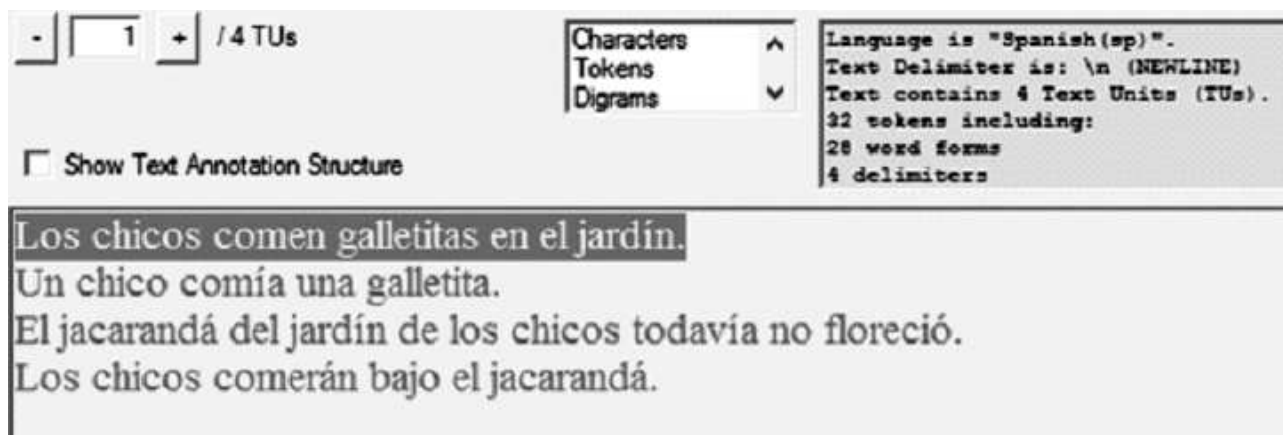 - 1 + / 4 TUs
Characters
Tokens
Digrams
Language is "Spanish(sp)".
Text Delimiter is: \n (NEWLINE)
Text contains 4 Text Units (TUs).
32 tokens including:
28 word forms
4 delimiters
Show Text Annotation Structure
Los chicos comen galletitas en el jardín.
Un chico comía una galletita.
El jacarandá del jardín de los chicos todavía no floreció.
Los chicos comerán bajo el jacarandá.